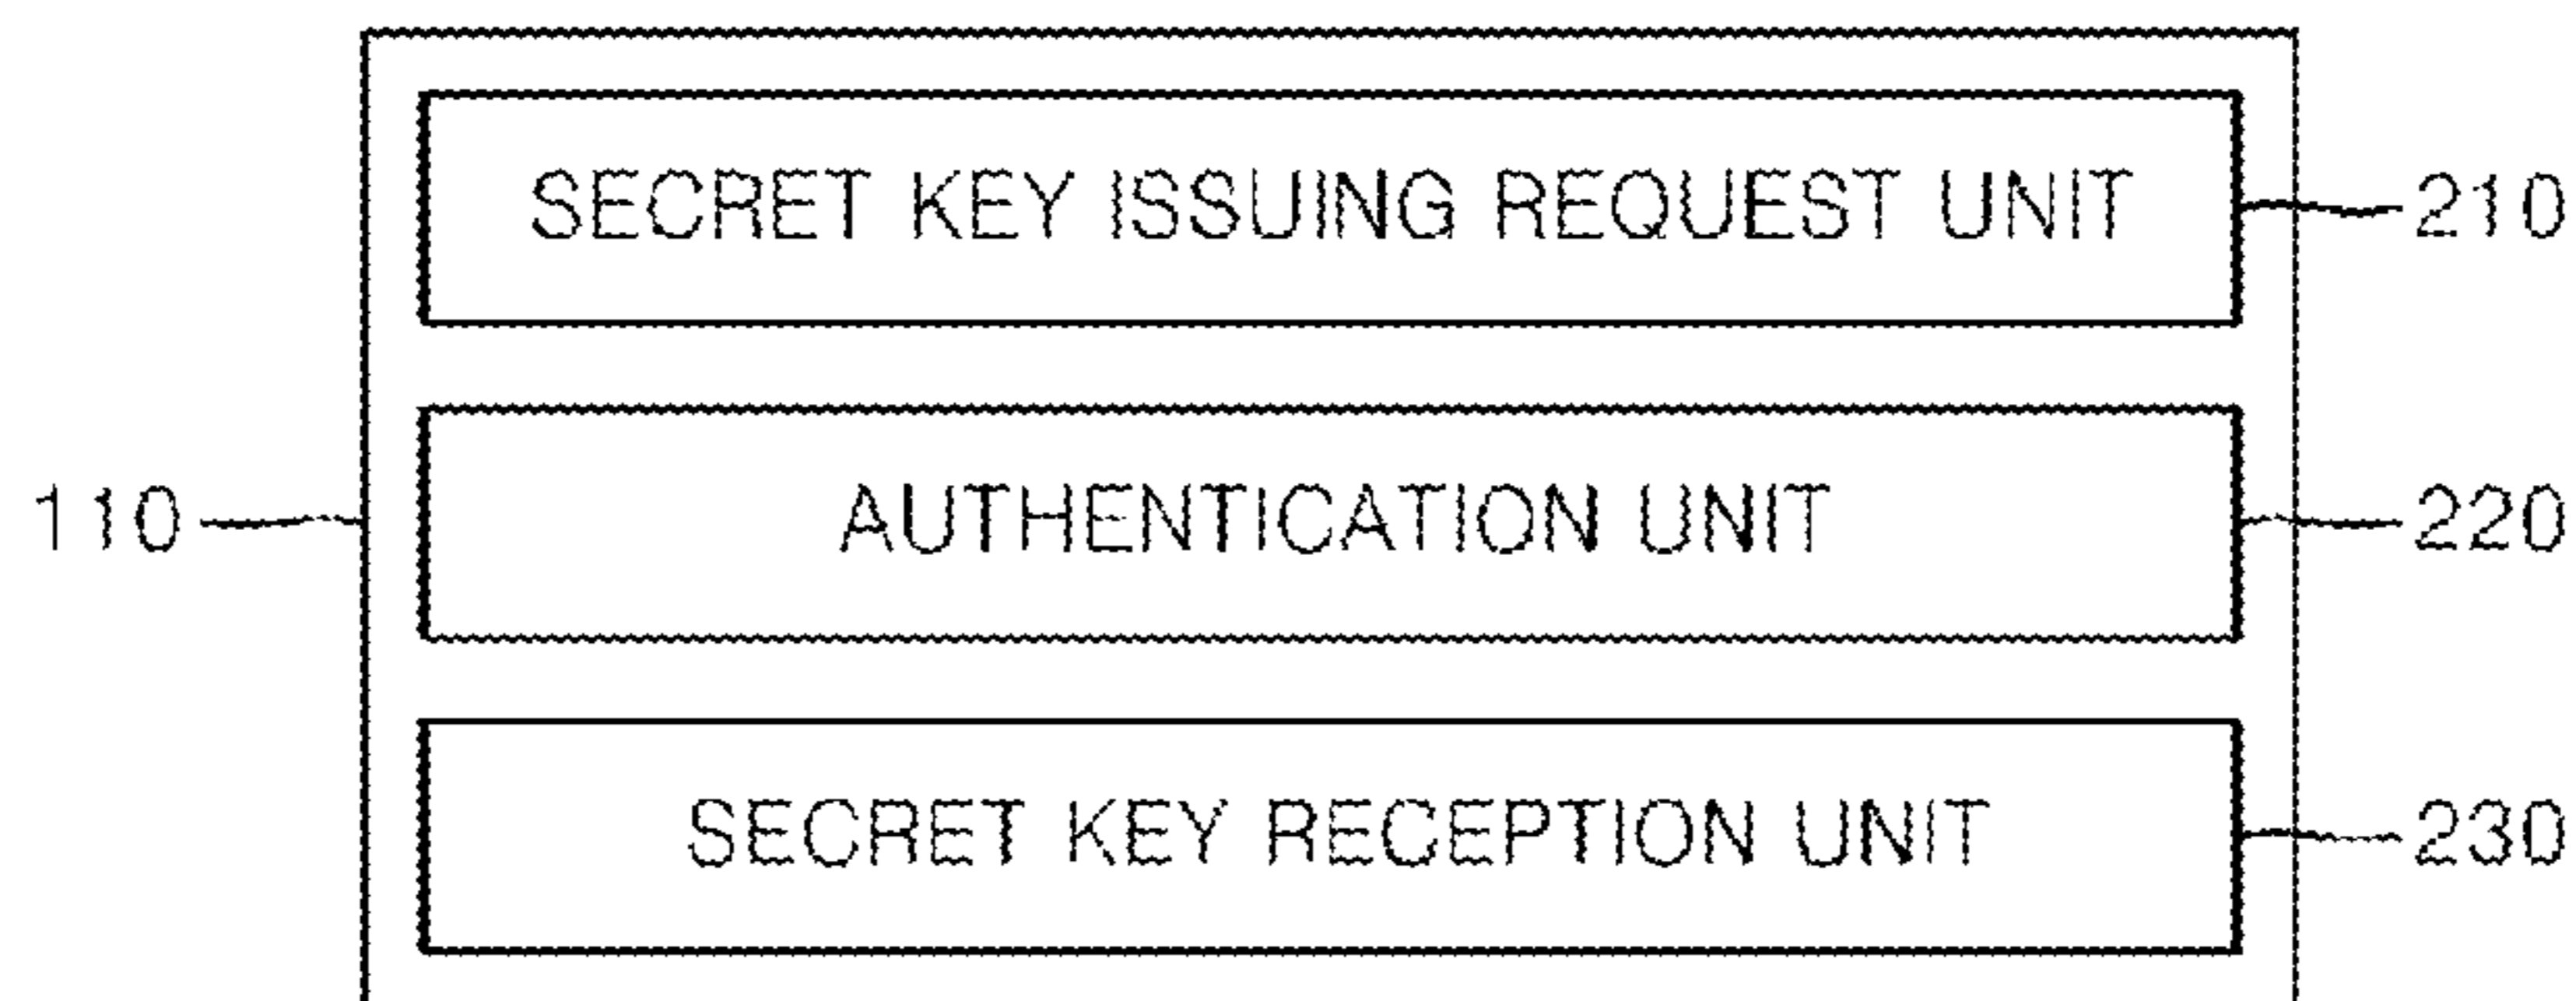 SECRET KEY ISSUING REQUEST UNIT
210
110
AUTHENTICATION UNIT
220
SECRET KEY RECEPTION UNIT
230